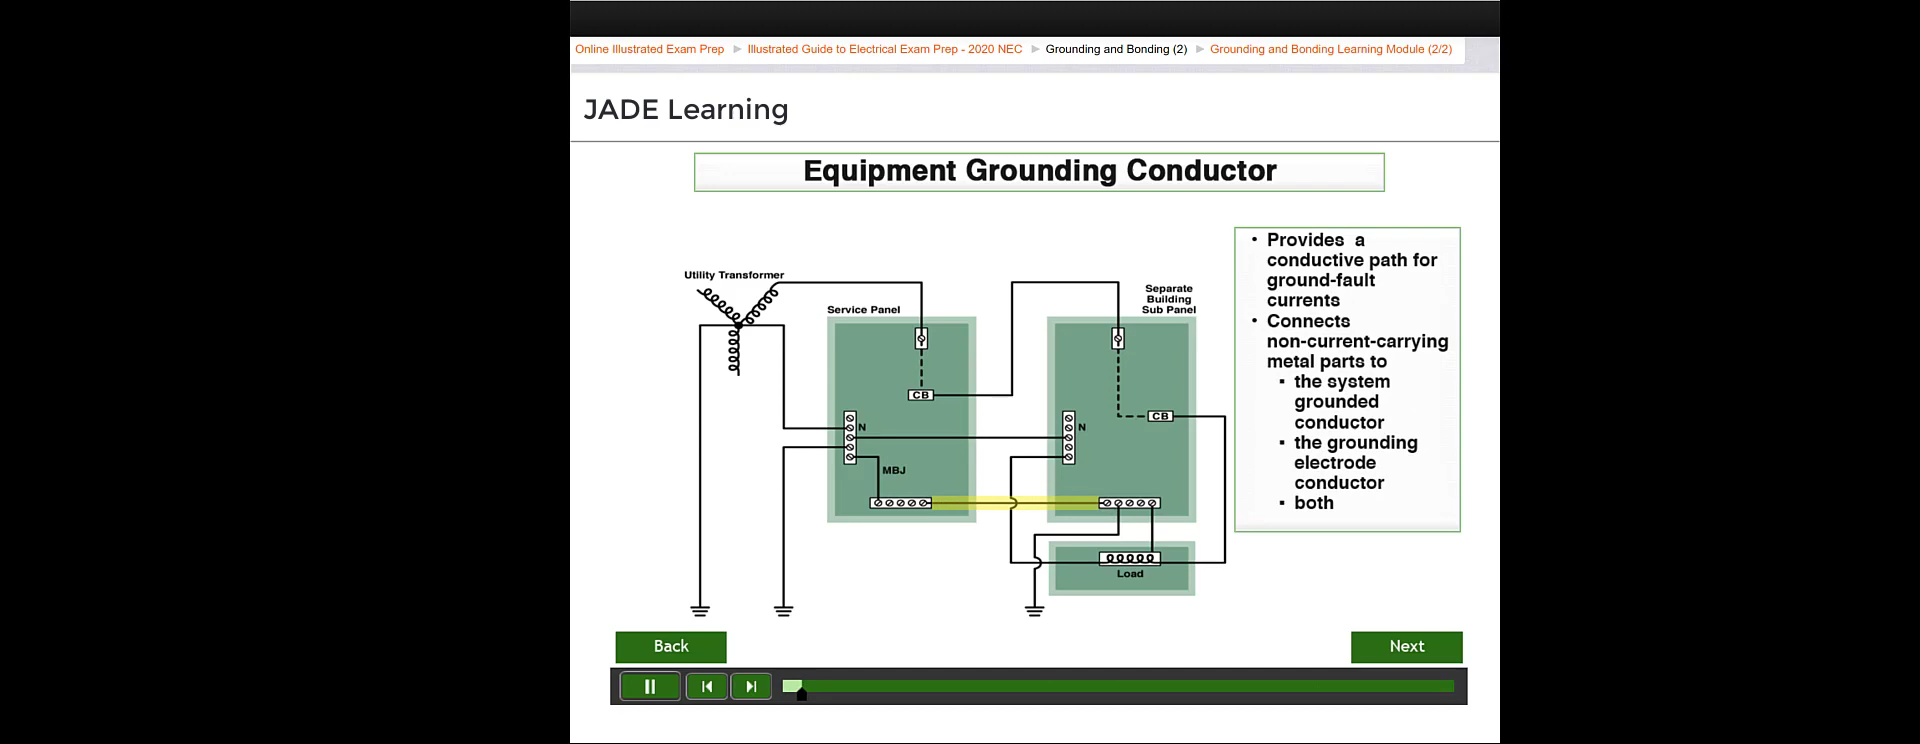 Online Illustrated Exam Prep ▶ Illustrated Guide to Electrical Exam Prep - 2020 NEC ▶ Grounding and Bonding (2) ▶ Grounding and Bonding Learning Module (2/2)
JADE Learning
Equipment Grounding Conductor
Utility Transformer
Service Panel
Separate
Building
Sub Panel
CB
N
MBJ
CB
N
Load
• Provides a
conductive path for
ground-fault
currents
• Connects
non-current-carrying
metal parts to
▪ the system
grounded
conductor
▪ the grounding
electrode
conductor
▪ both
Back
Next